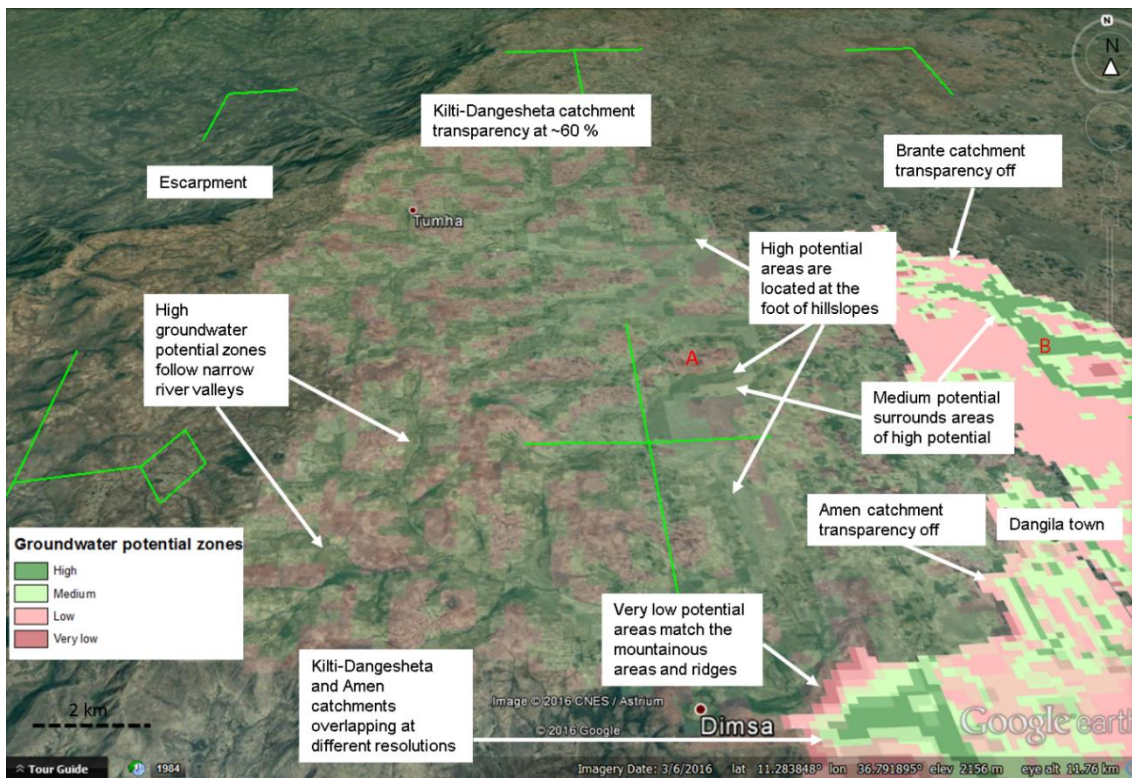 N
N
Kilti-Dangesheta catchment
transparency at ~60 %
Brante catchment
transparency off
Escarpment
Tumha
High potential
areas are
located at the
foot of hillslopes
High
groundwater
potential zones
follow narrow
river valleys
A
B
Medium potential
surrounds areas
of high potential
Amen catchment
transparency off
Dangila town
Groundwater potential zones
High
Medium
Low
Very low
Very low potential
areas match the
mountainous
areas and ridges
Kilti-Dangesheta
and Amen
catchments
overlapping at
different resolutions
2 km
Image © 2016 CNES / Astrium
© 2016 Google
Dimsa
Google earth
Tour Guide
1984
Imagery Date: 3/6/2016 lat 11.283848° lon 36.791895° elev 2156 m eye alt 11.76 km